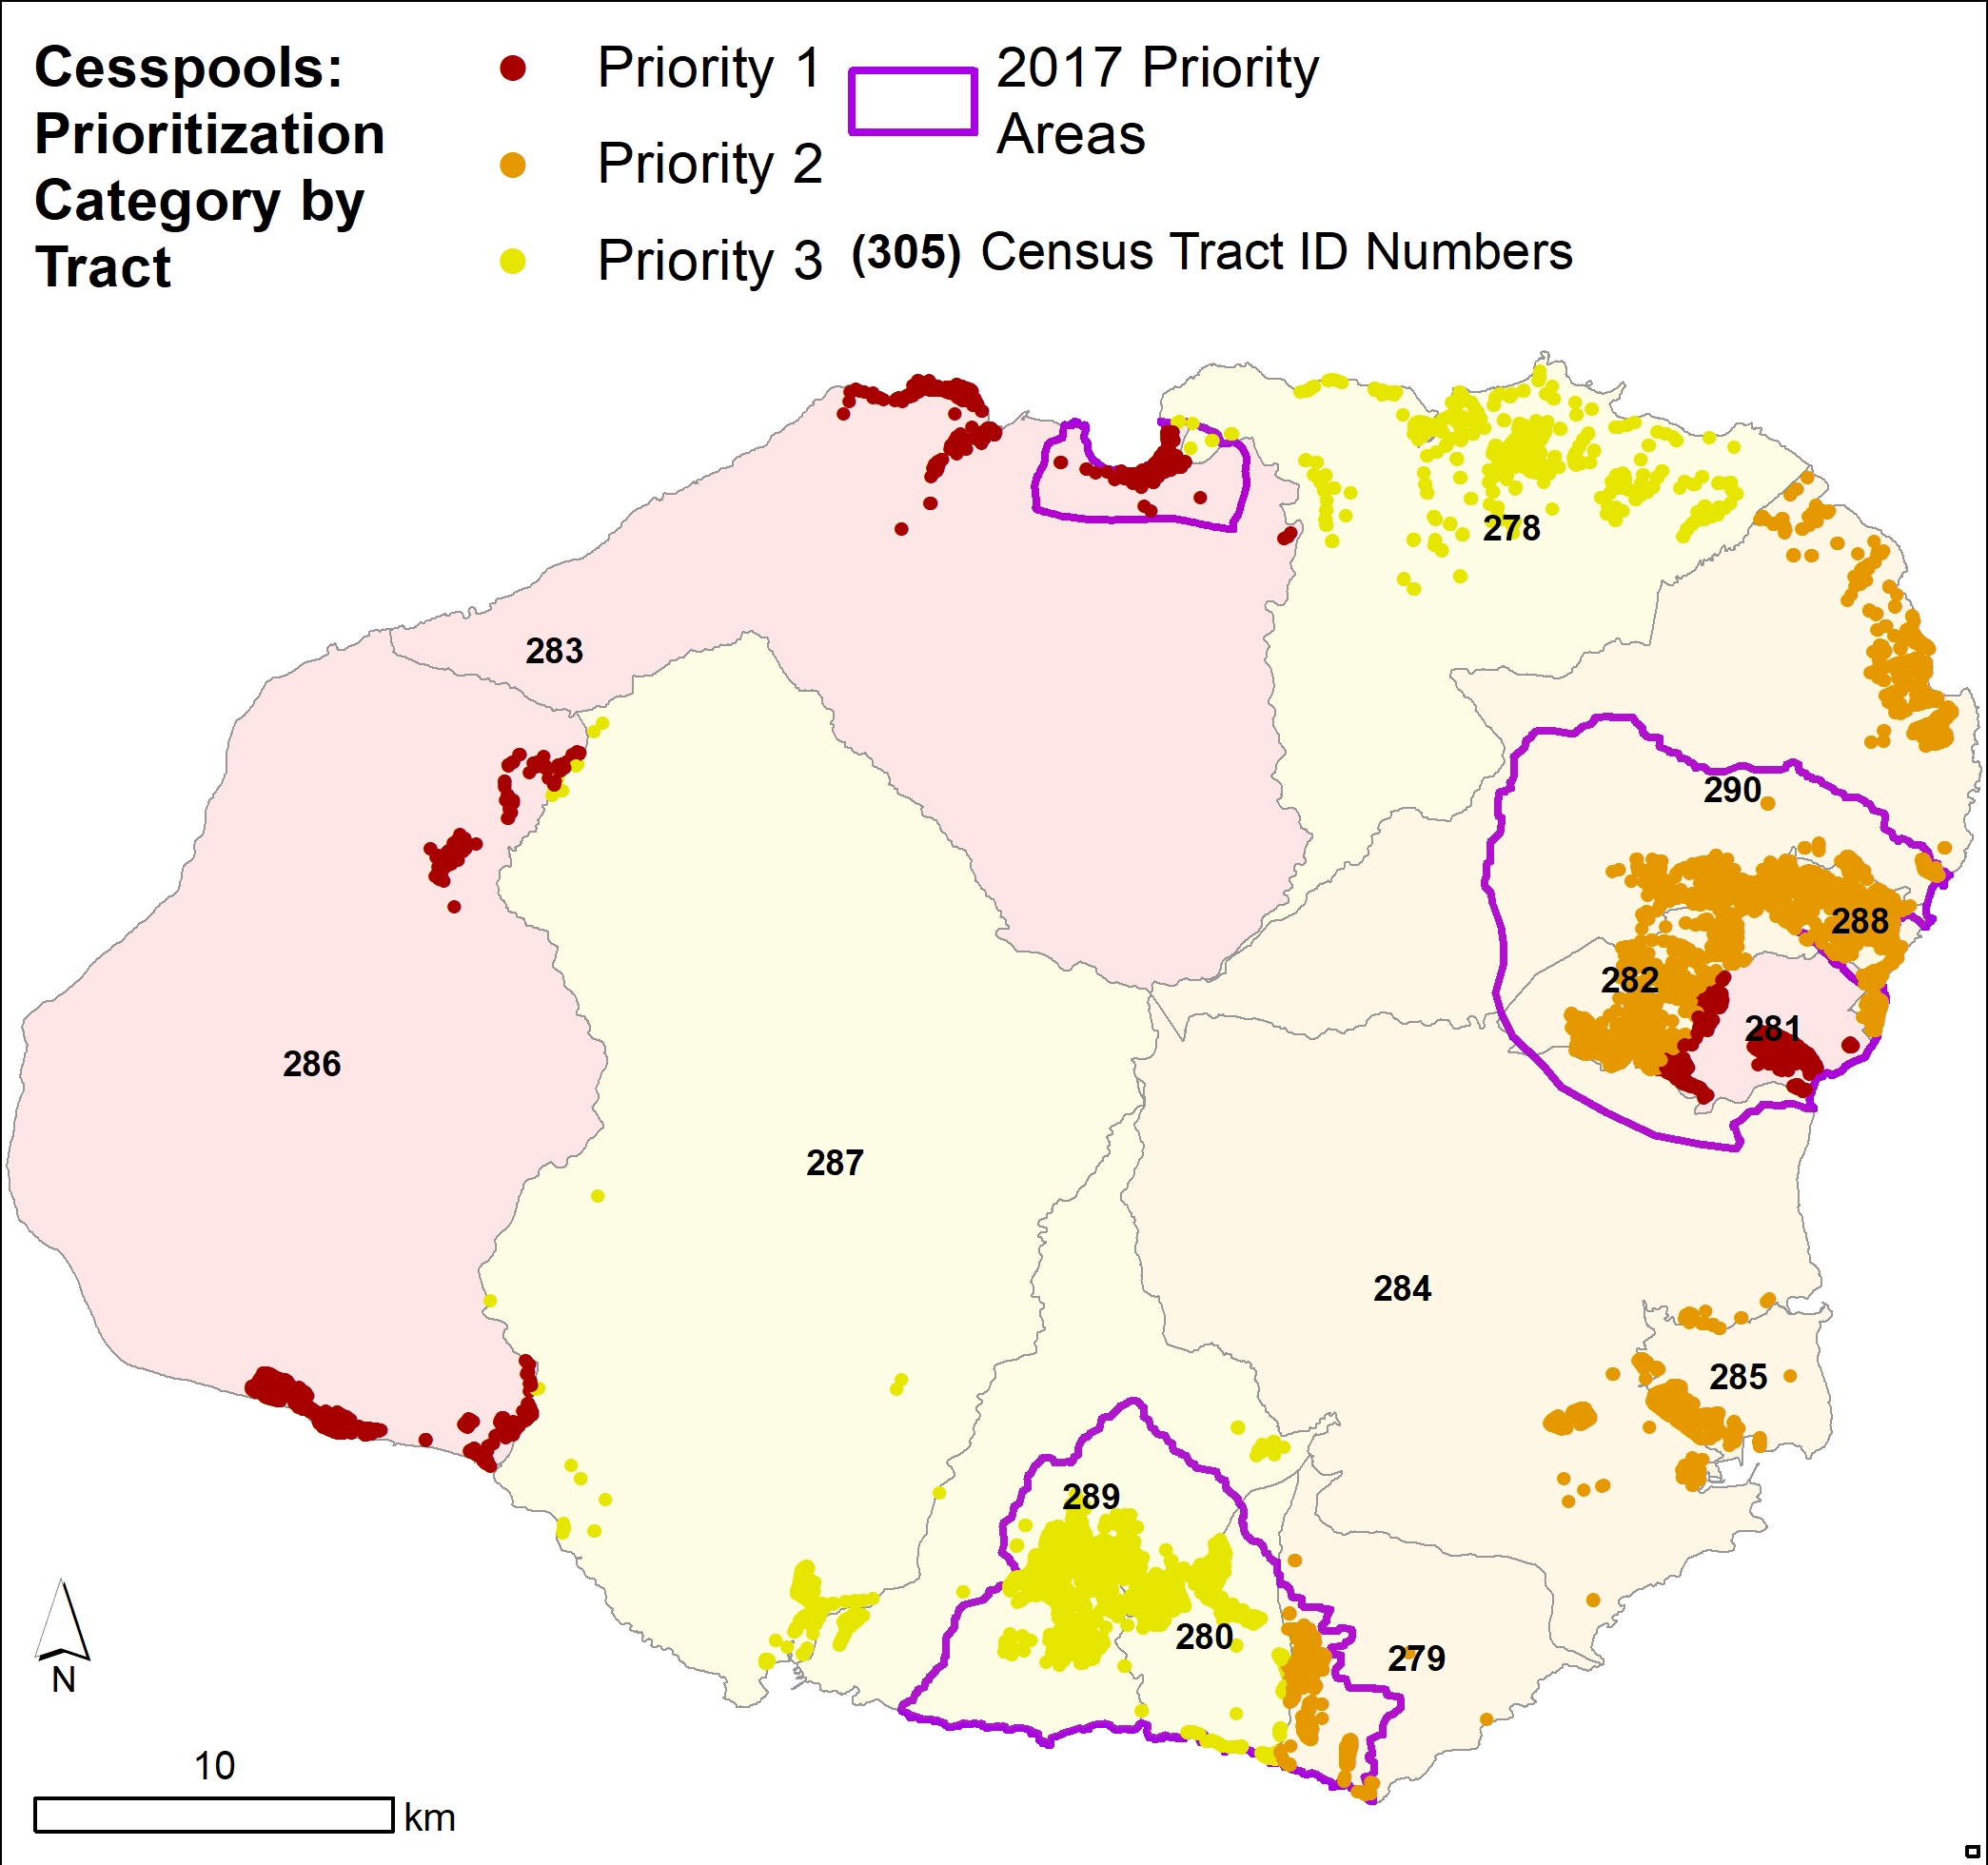 Cesspools:
Prioritization
Category by
Tract
Priority 1
Priority 2
Priority 3
2017 Priority
Areas
(305) Census Tract ID Numbers
278
283
290
288
282
281
286
287
284
285
289
280
279
N
10
km